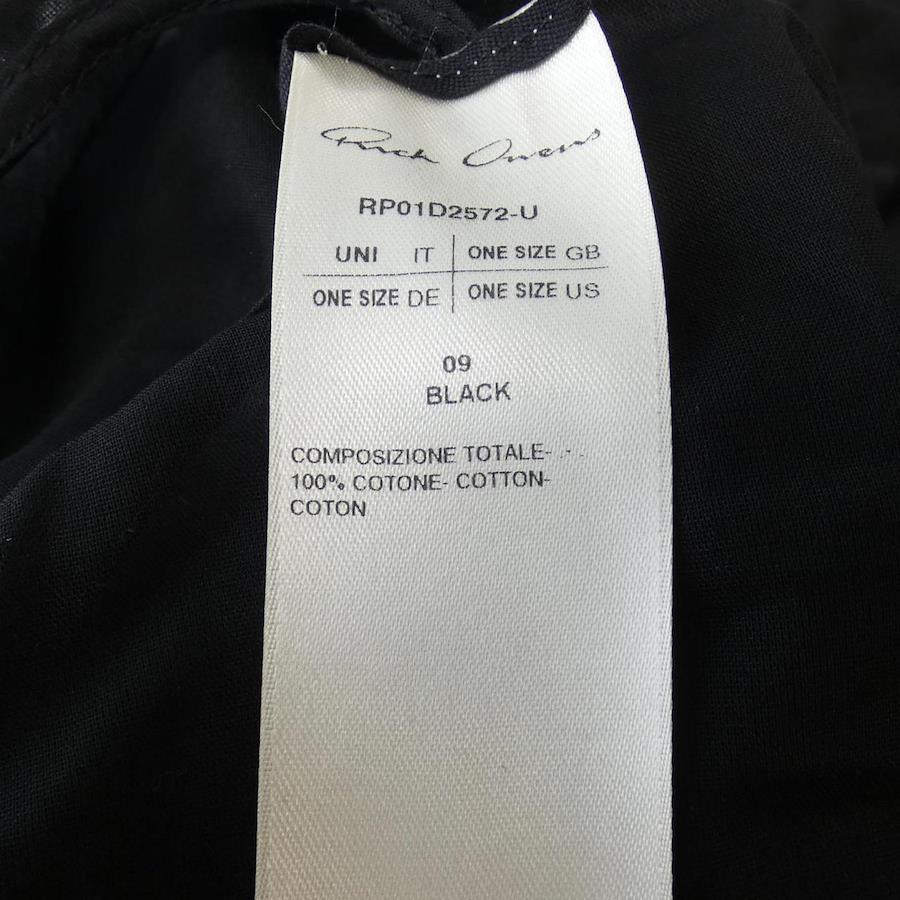 Rick Owens
RP01D2572-U
UNI IT ONE SIZE GB
ONE SIZE DE ONE SIZE US
09
BLACK
COMPOSIZIONE TOTALE-
100% COTONE- COTTON-
COTON